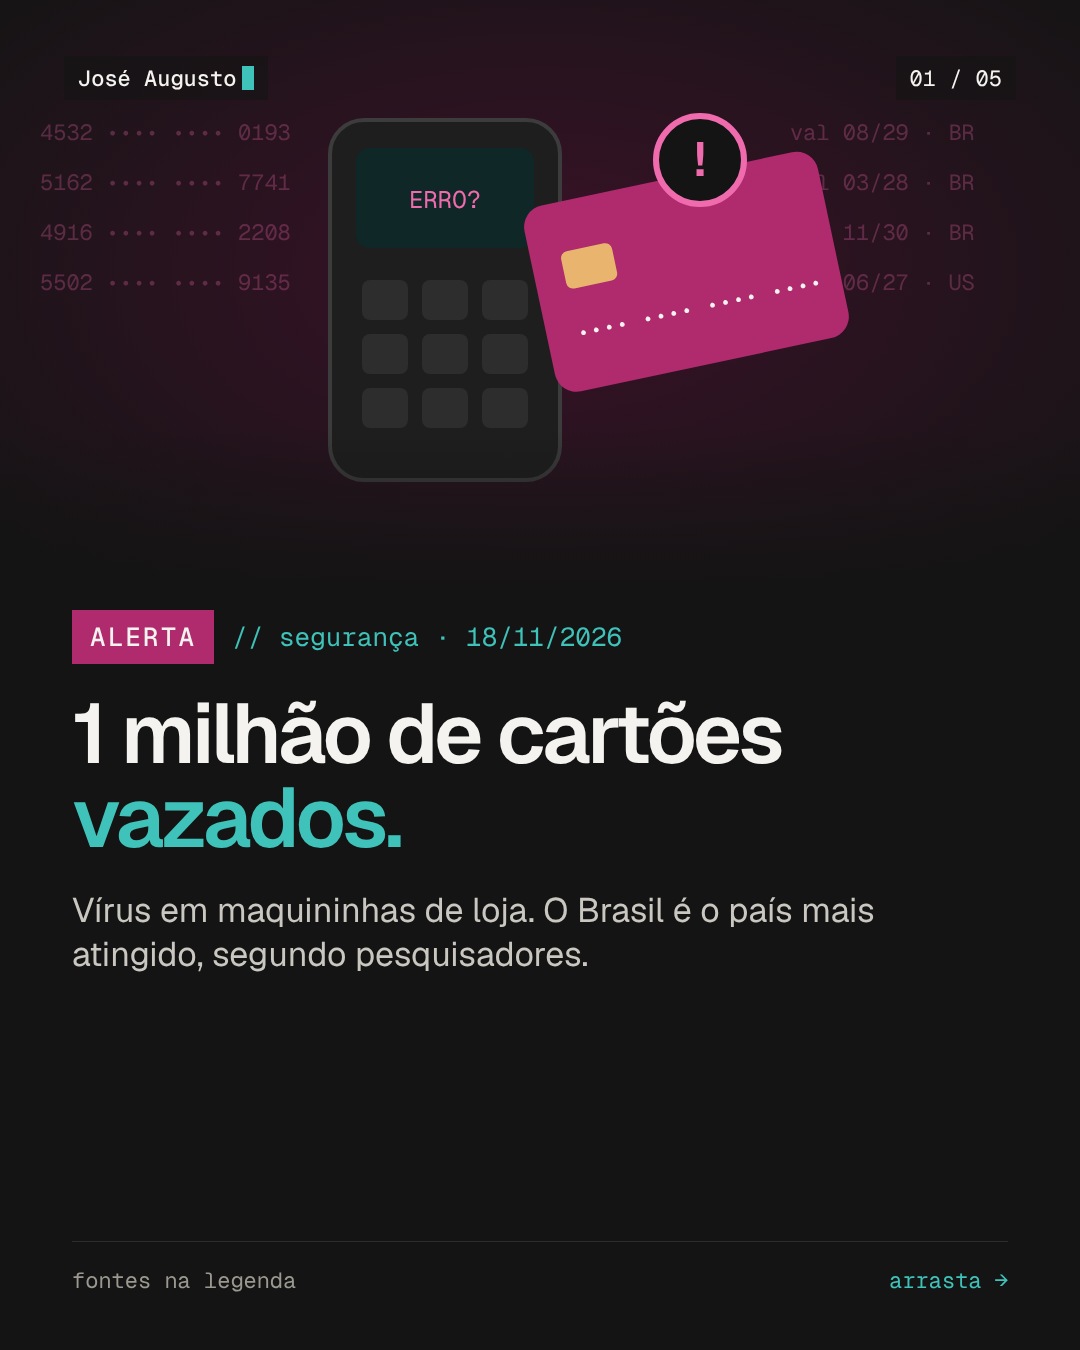 José Augusto
01 / 05
4532 •••• •••• 0193
val 08/29 · BR
5162 •••• •••• 7741
03/28 · BR
4916 •••• •••• 2208
11/30 · BR
5502 •••• •••• 9135
06/27 · US
ERRO?
!
•••• •••• •••• ••••
ALERTA // segurança · 18/11/2026
1 milhão de cartões
vazados.
Vírus em maquininhas de loja. O Brasil é o país mais
atingido, segundo pesquisadores.
fontes na legenda
arrasta →